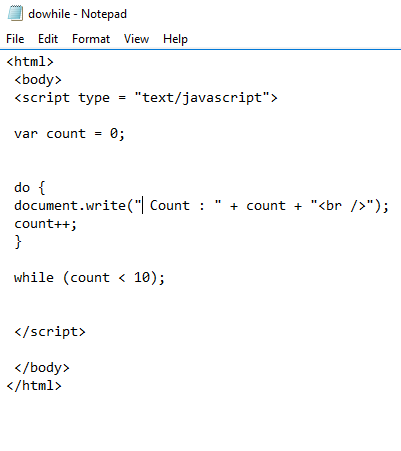 dowhile - Notepad
File Edit Format View Help
<html>
<body>
<script type = "text/javascript">
var count = 0;
do {
document.write(" Count : " + count + "<br />");
count++;
}
while (count < 10);
</script>
</body>
</html>